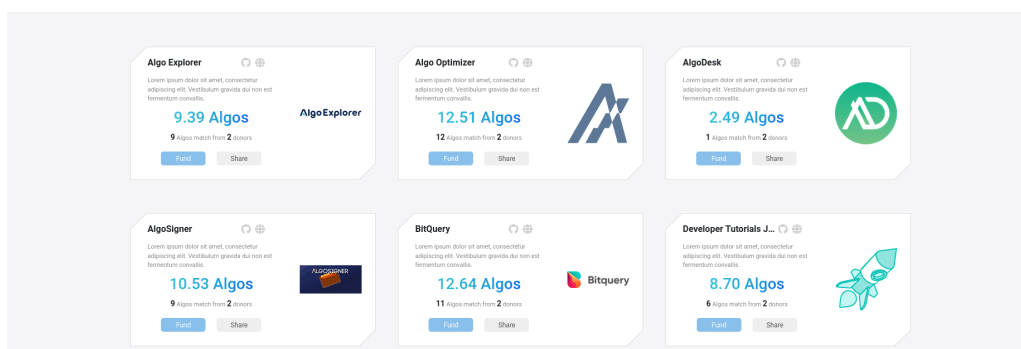 Algo Explorer
Lorem ipsum dolor sit amet, consectetur
adipiscing elit. Vestibulum gravida dui non est
fermentum convallis.
9.39 Algos
9 Algos match from 2 donors
Fund Share
AlgoExplorer
Algo Optimizer
Lorem ipsum dolor sit amet, consectetur
adipiscing elit. Vestibulum gravida dui non est
fermentum convallis.
12.51 Algos
12 Algos match from 2 donors
Fund Share
AlgoDesk
Lorem ipsum dolor sit amet, consectetur
adipiscing elit. Vestibulum gravida dui non est
fermentum convallis.
2.49 Algos
1 Algos match from 2 donors
Fund Share
AlgoSigner
Lorem ipsum dolor sit amet, consectetur
adipiscing elit. Vestibulum gravida dui non est
fermentum convallis.
10.53 Algos
9 Algos match from 2 donors
Fund Share
ALGOSIGNER
BitQuery
Lorem ipsum dolor sit amet, consectetur
adipiscing elit. Vestibulum gravida dui non est
fermentum convallis.
12.64 Algos
11 Algos match from 2 donors
Fund Share
Bitquery
Developer Tutorials J...
Lorem ipsum dolor sit amet, consectetur
adipiscing elit. Vestibulum gravida dui non est
fermentum convallis.
8.70 Algos
6 Algos match from 2 donors
Fund Share